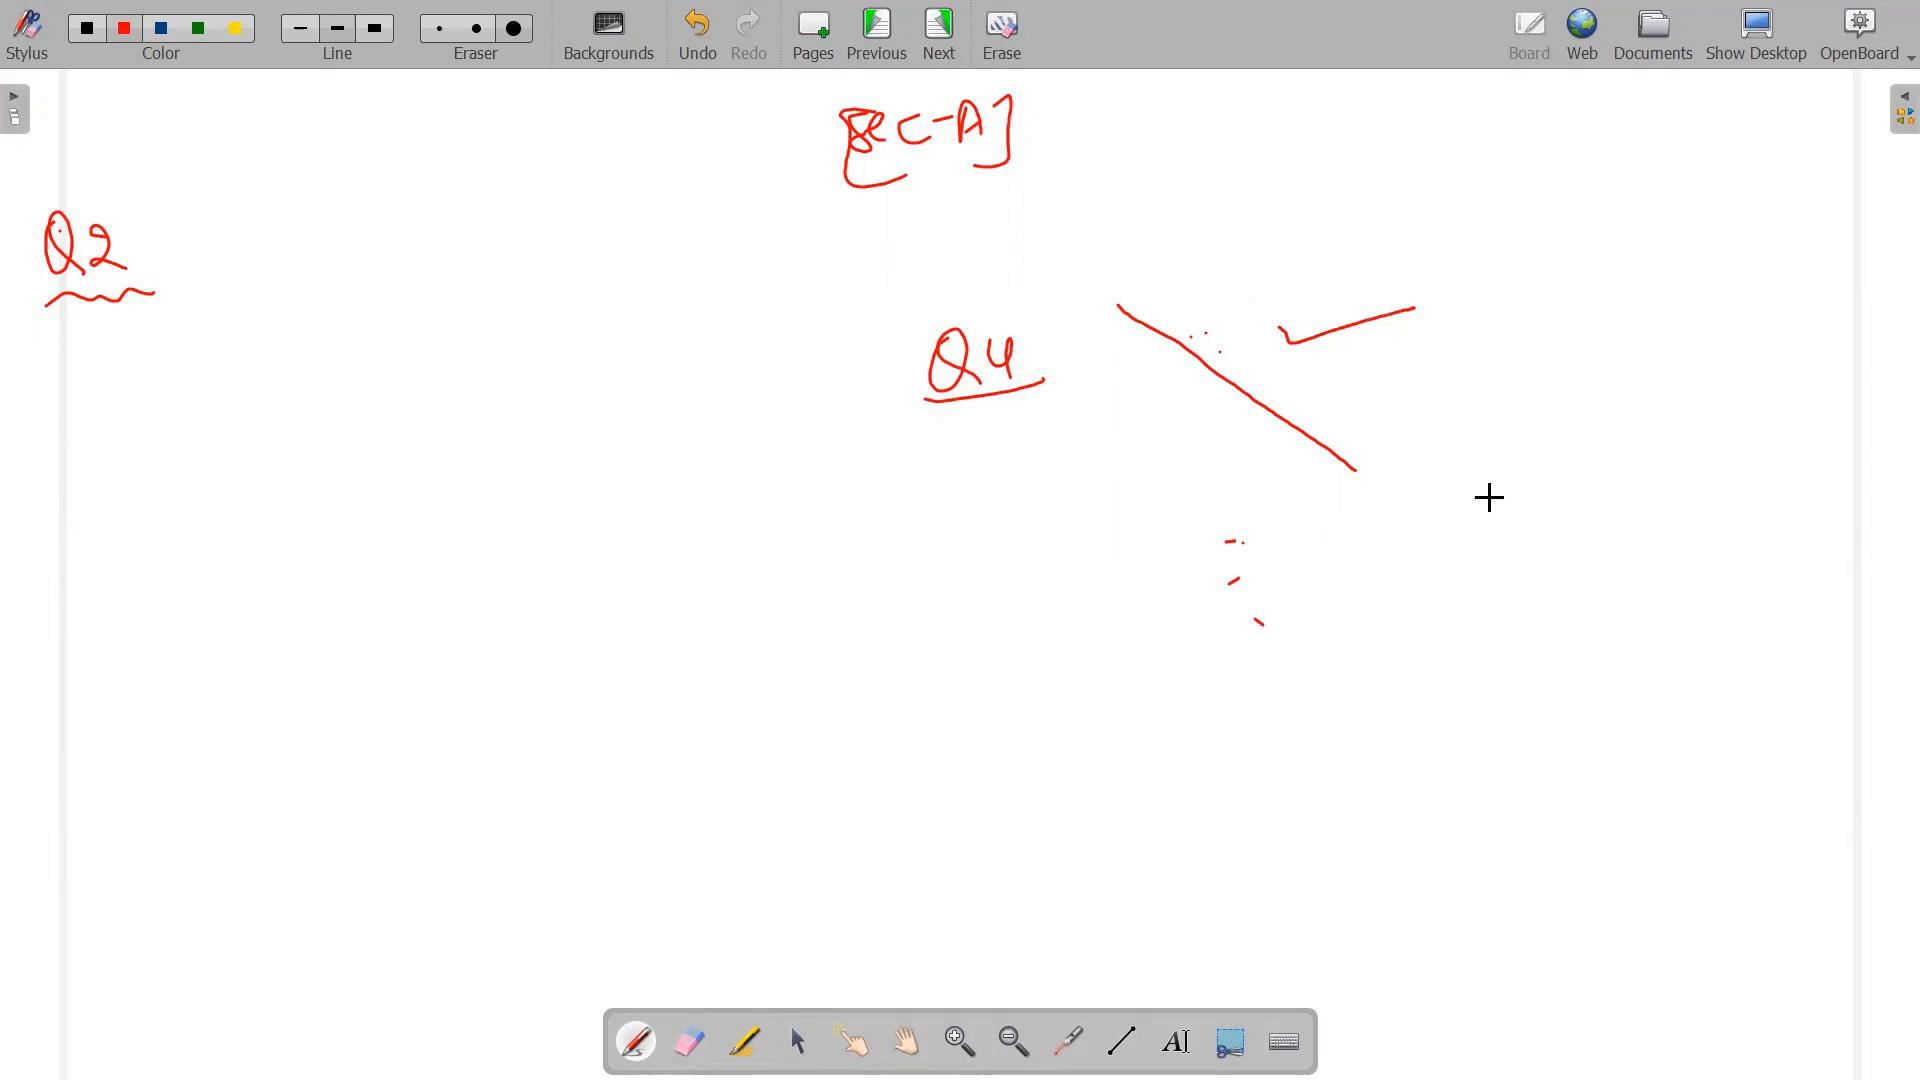 Stylus Color Line Eraser Backgrounds Undo Redo Pages Previous Next Erase Board Web Documents Show Desktop OpenBoard
[Sec-A]
Q2
Q4